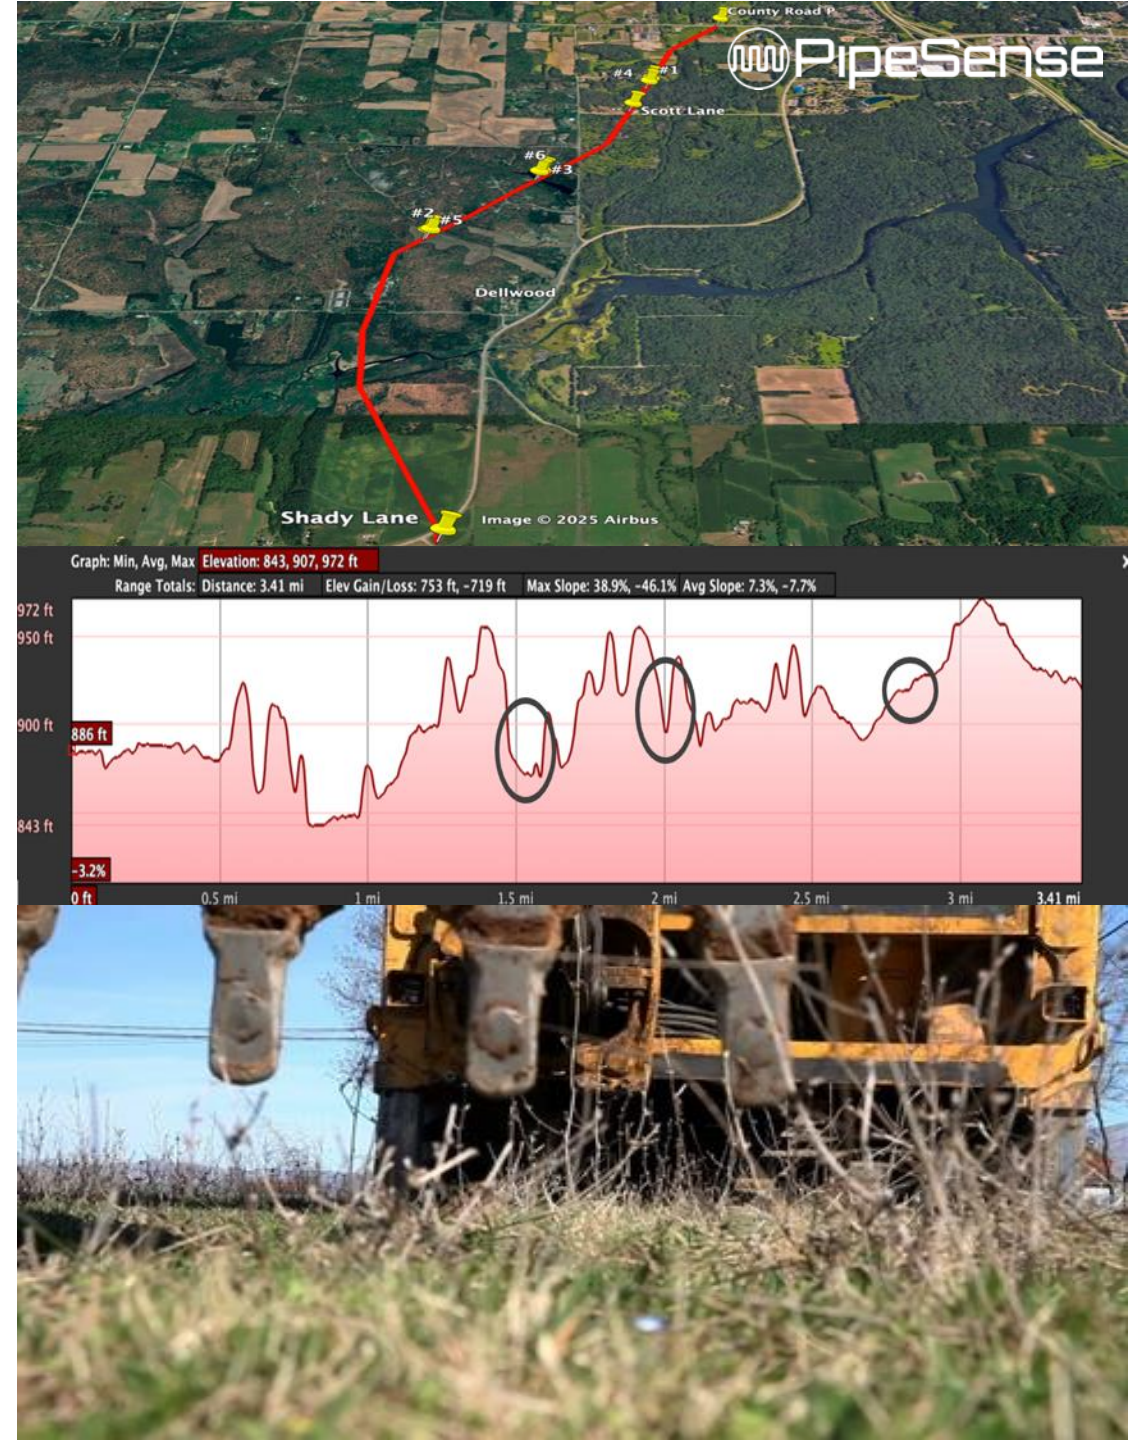 County Road P
PipeSense
#4 #1
Scott Lane
#6
#3
#2 #5
Dellwood
Shady Lane
Image © 2025 Airbus
Graph: Min, Avg, Max Elevation: 843, 907, 972 ft
X
Range Totals: Distance: 3.41 mi Elev Gain/Loss: 753 ft, -719 ft Max Slope: 38.9%, -46.1% Avg Slope: 7.3%, -7.7%
972 ft
950 ft
900 ft
886 ft
843 ft
-3.2%
0 ft 0.5 mi 1 mi 1.5 mi 2 mi 2.5 mi 3 mi 3.41 mi